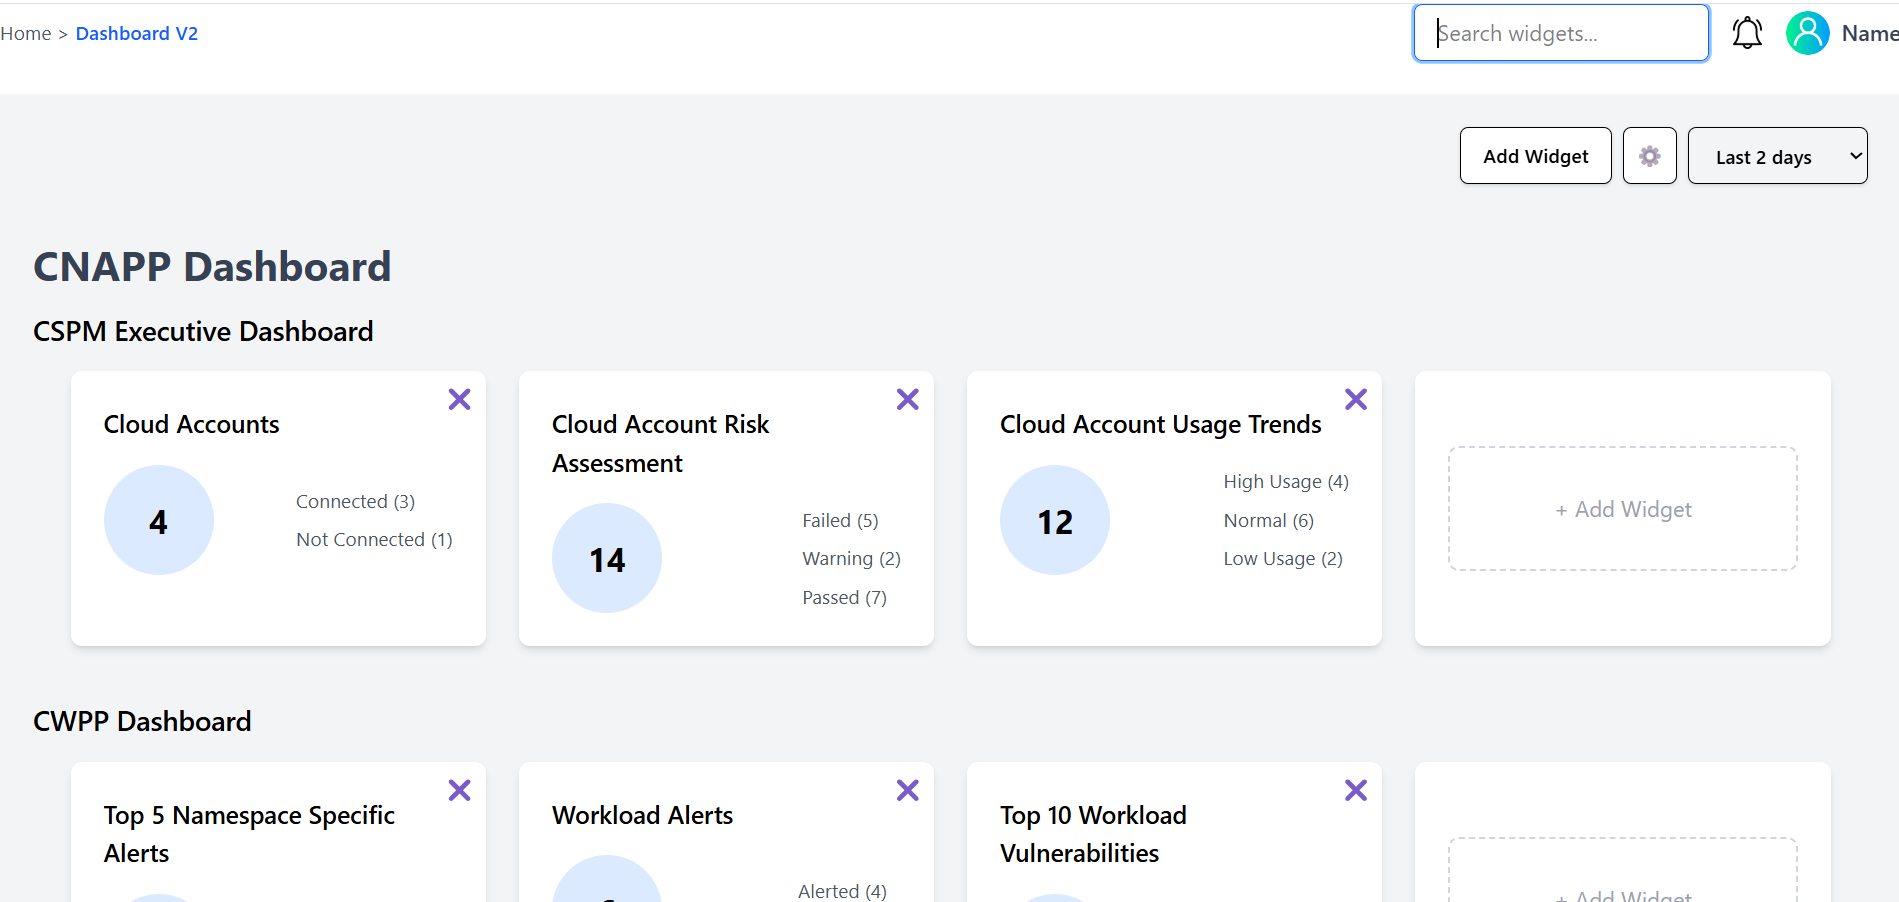 Home > Dashboard V2
Search widgets...
Name
Add Widget
Last 2 days
CNAPP Dashboard
CSPM Executive Dashboard
Cloud Accounts
4
Connected (3)
Not Connected (1)
Cloud Account Risk
Assessment
14
Failed (5)
Warning (2)
Passed (7)
Cloud Account Usage Trends
12
High Usage (4)
Normal (6)
Low Usage (2)
+ Add Widget
CWPP Dashboard
Top 5 Namespace Specific
Alerts
Workload Alerts
Alerted (4)
Top 10 Workload
Vulnerabilities
+ Add Widget